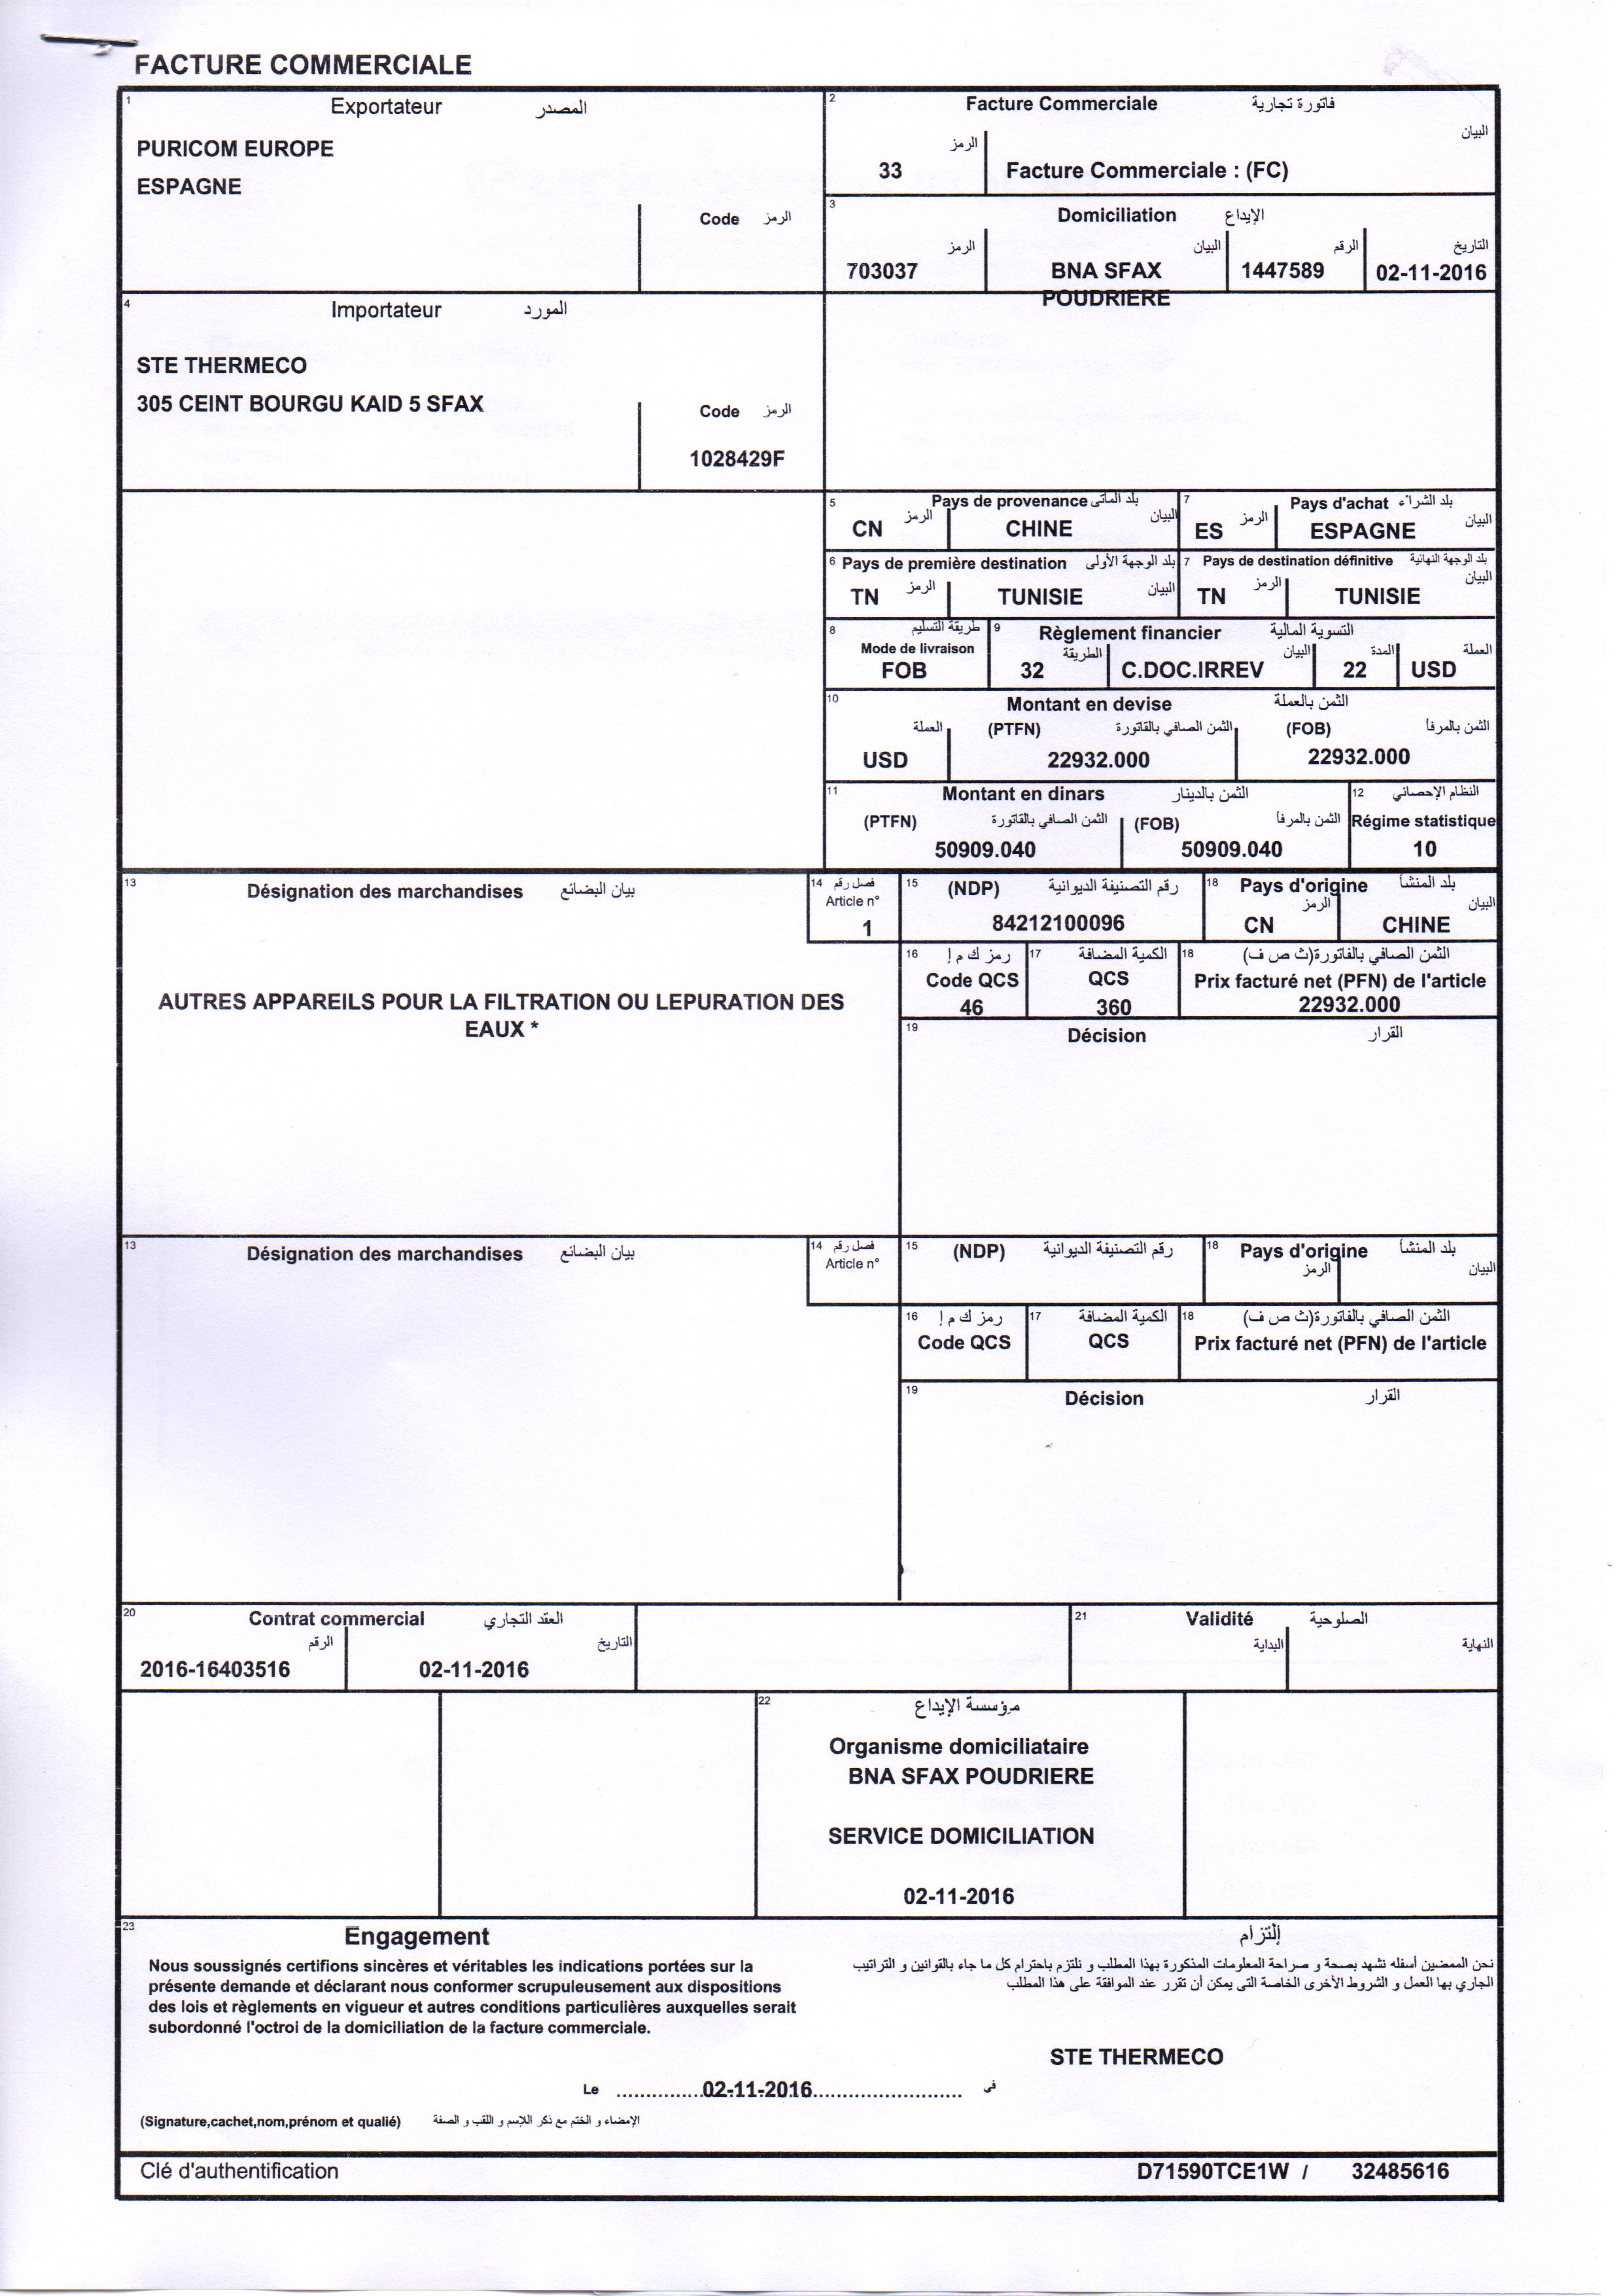 FACTURE COMMERCIALE
1 Exportateur المصدر
PURICOM EUROPE
ESPAGNE
Code الرمز
2 Facture Commerciale فاتورة تجارية
الرمز البيان
33 Facture Commerciale : (FC)
3 Domiciliation الإيداع
الرمز البيان الرقم التاريخ
703037 BNA SFAX POUDRIERE 1447589 02-11-2016
4 Importateur المورد
STE THERMECO
305 CEINT BOURGU KAID 5 SFAX
Code الرمز
1028429F
5 Pays de provenance بلد المأتى
الرمز البيان
CN CHINE
7 Pays d'achat بلد الشراء
الرمز البيان
ES ESPAGNE
6 Pays de première destination بلد الوجهة الأولى
الرمز البيان
TN TUNISIE
7 Pays de destination définitive بلد الوجهة النهائية
الرمز البيان
TN TUNISIE
8 طريقة التسليم
Mode de livraison
FOB
9 Règlement financier التسوية المالية
الطريقة البيان المدة العملة
32 C.DOC.IRREV 22 USD
10 Montant en devise الثمن بالعملة
العملة (PTFN) الثمن الصافي بالفاتورة (FOB) الثمن بالمرفأ
USD 22932.000 22932.000
11 Montant en dinars الثمن بالدينار
(PTFN) الثمن الصافي بالفاتورة (FOB) الثمن بالمرفأ
50909.040 50909.040
12 النظام الإحصائي
Régime statistique
10
13 Désignation des marchandises بيان البضائع
AUTRES APPAREILS POUR LA FILTRATION OU LEPURATION DES
EAUX *
14 فصل رقم
Article n°
1
15 (NDP) رقم التصنيفة الديوانية
84212100096
18 Pays d'origine بلد المنشأ
الرمز البيان
CN CHINE
16 رمز ك م إ
Code QCS
46
17 الكمية المضافة
QCS
360
18 الثمن الصافي بالفاتورة(ث ص ف)
Prix facturé net (PFN) de l'article
22932.000
19 Décision القرار
13 Désignation des marchandises بيان البضائع
14 فصل رقم
Article n°
15 (NDP) رقم التصنيفة الديوانية
18 Pays d'origine بلد المنشأ
الرمز البيان
16 رمز ك م إ
Code QCS
17 الكمية المضافة
QCS
18 الثمن الصافي بالفاتورة(ث ص ف)
Prix facturé net (PFN) de l'article
19 Décision القرار
20 Contrat commercial العقد التجاري
الرقم التاريخ
2016-16403516 02-11-2016
21 Validité الصلوحية
البداية النهاية
22 مؤسسة الإيداع
Organisme domiciliataire
BNA SFAX POUDRIERE
SERVICE DOMICILIATION
02-11-2016
23 Engagement إلتزام
Nous soussignés certifions sincères et véritables les indications portées sur la
présente demande et déclarant nous conformer scrupuleusement aux dispositions
des lois et règlements en vigueur et autres conditions particulières auxquelles serait
subordonné l'octroi de la domiciliation de la facture commerciale.
نحن الممضين أسفله نشهد بصحة و صراحة المعلومات المذكورة بهذا المطلب و نلتزم باحترام كل ما جاء بالقوانين و التراتيب
الجاري بها العمل و الشروط الأخرى الخاصة التى يمكن أن تقرر عند الموافقة على هذا المطلب
STE THERMECO
Le ..............02-11-2016........................ في
(Signature,cachet,nom,prénom et qualié) الإمضاء و الختم مع ذكر اللإسم و اللقب و الصفة
Clé d'authentification D71590TCE1W / 32485616